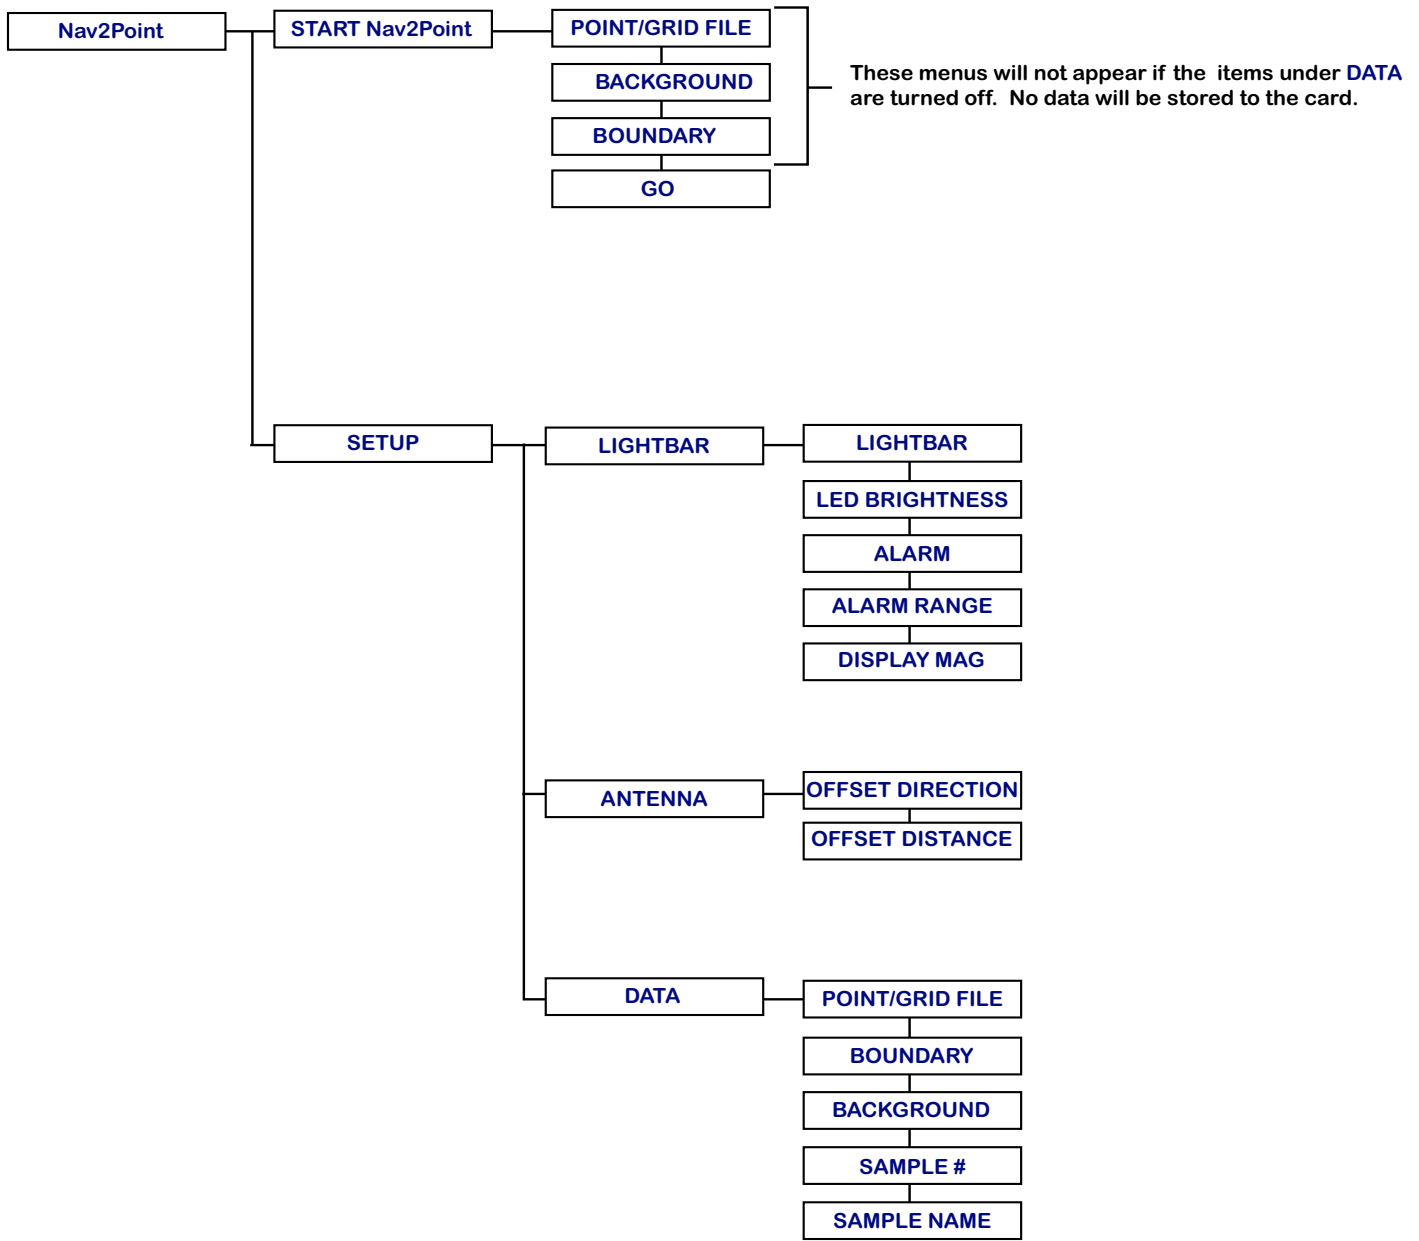 Nav2Point
START Nav2Point
POINT/GRID FILE
BACKGROUND
BOUNDARY
GO
These menus will not appear if the items under DATA
are turned off. No data will be stored to the card.
SETUP
LIGHTBAR
LIGHTBAR
LED BRIGHTNESS
ALARM
ALARM RANGE
DISPLAY MAG
ANTENNA
OFFSET DIRECTION
OFFSET DISTANCE
DATA
POINT/GRID FILE
BOUNDARY
BACKGROUND
SAMPLE #
SAMPLE NAME